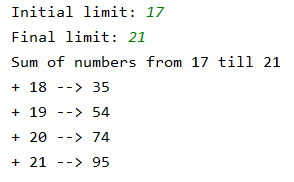 Initial limit: 17
Final limit: 21
Sum of numbers from 17 till 21
+ 18 --> 35
+ 19 --> 54
+ 20 --> 74
+ 21 --> 95